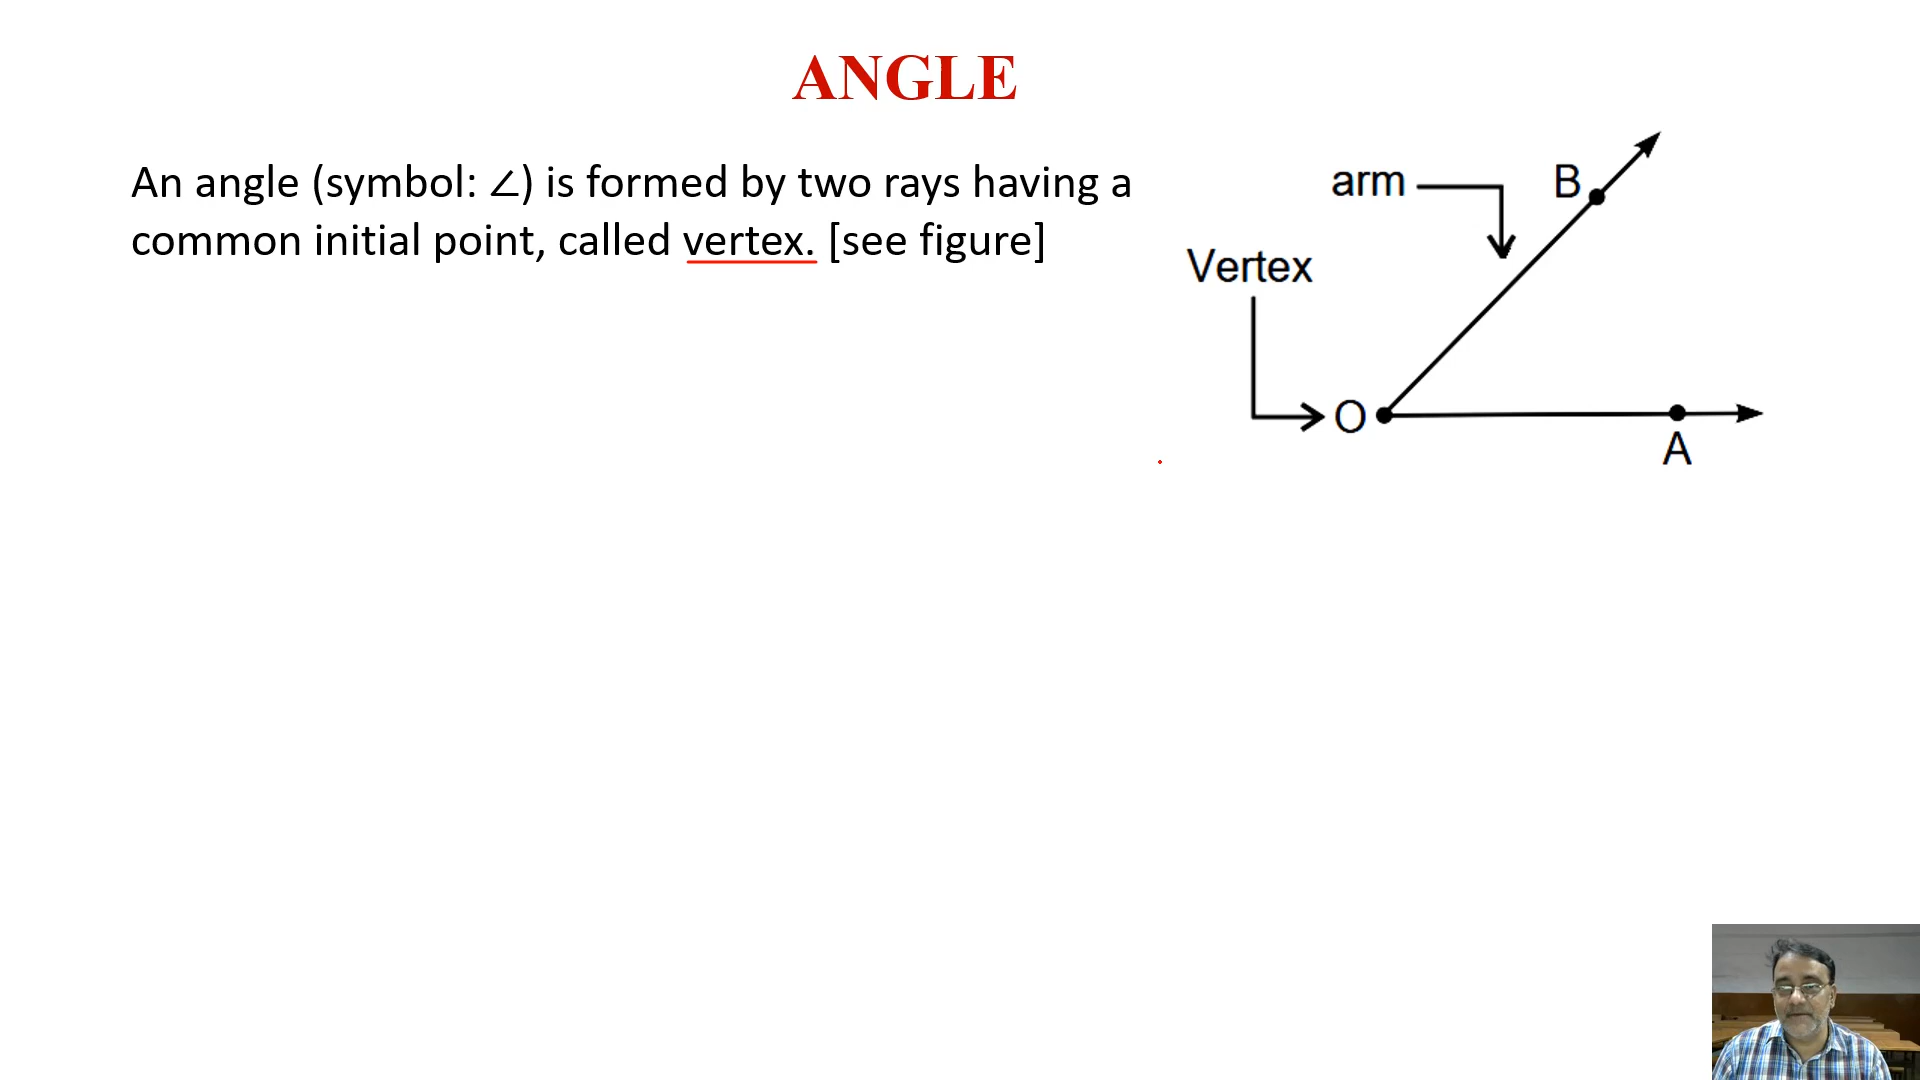 ANGLE
An angle (symbol: ∠) is formed by two rays having a
common initial point, called vertex. [see figure]
arm
B
Vertex
O
A